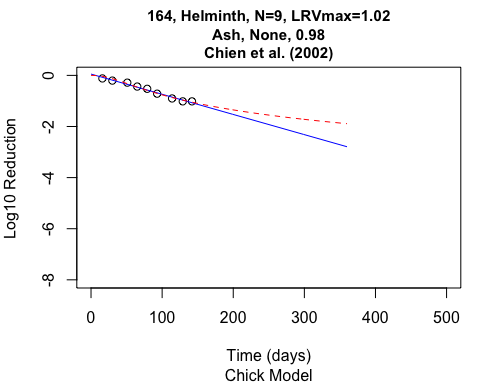 164, Helminth, N=9, LRVmax=1.02
Ash, None, 0.98
Chien et al. (2002)
Log10 Reduction
0
-2
-4
-6
-8
0 100 200 300 400 500
Time (days)
Chick Model